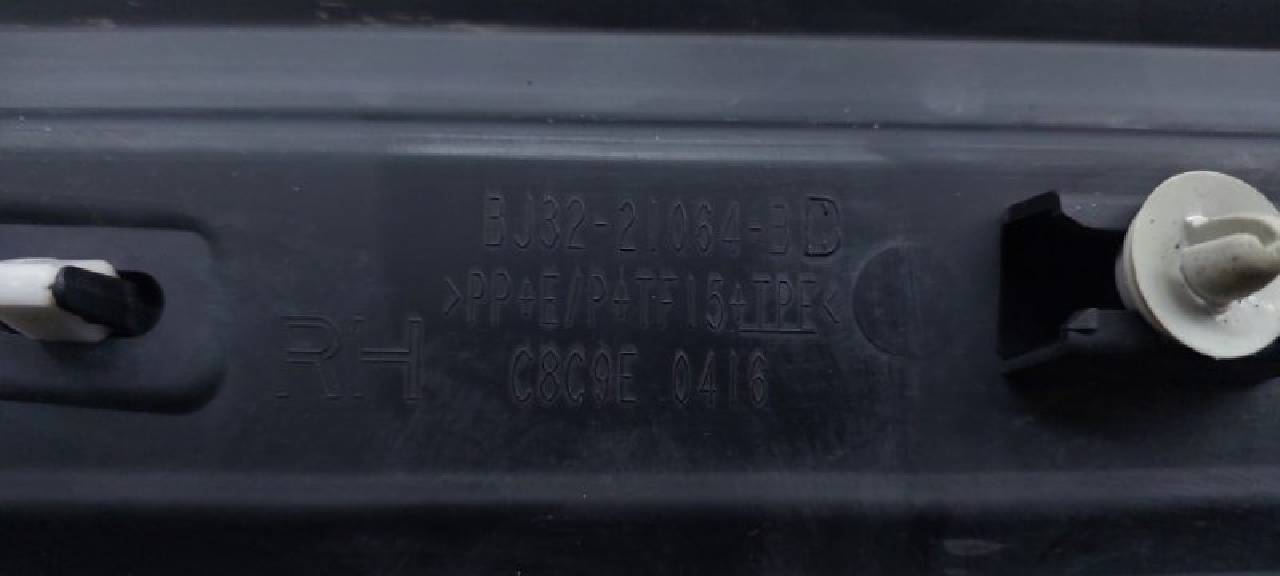 BJ32-21064-BD
>PP+E/P+TF15+TPE<
RH
C8C9E 0416